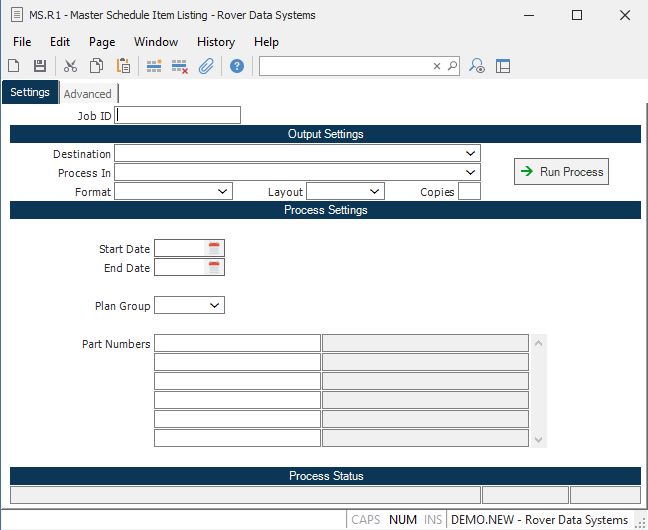 MS.R1 - Master Schedule Item Listing - Rover Data Systems
File Edit Page Window History Help
Settings Advanced
Job ID
Output Settings
Destination
Process In
Run Process
Format Layout Copies
Process Settings
Start Date
End Date
Plan Group
Part Numbers
Process Status
CAPS NUM INS DEMO.NEW - Rover Data Systems